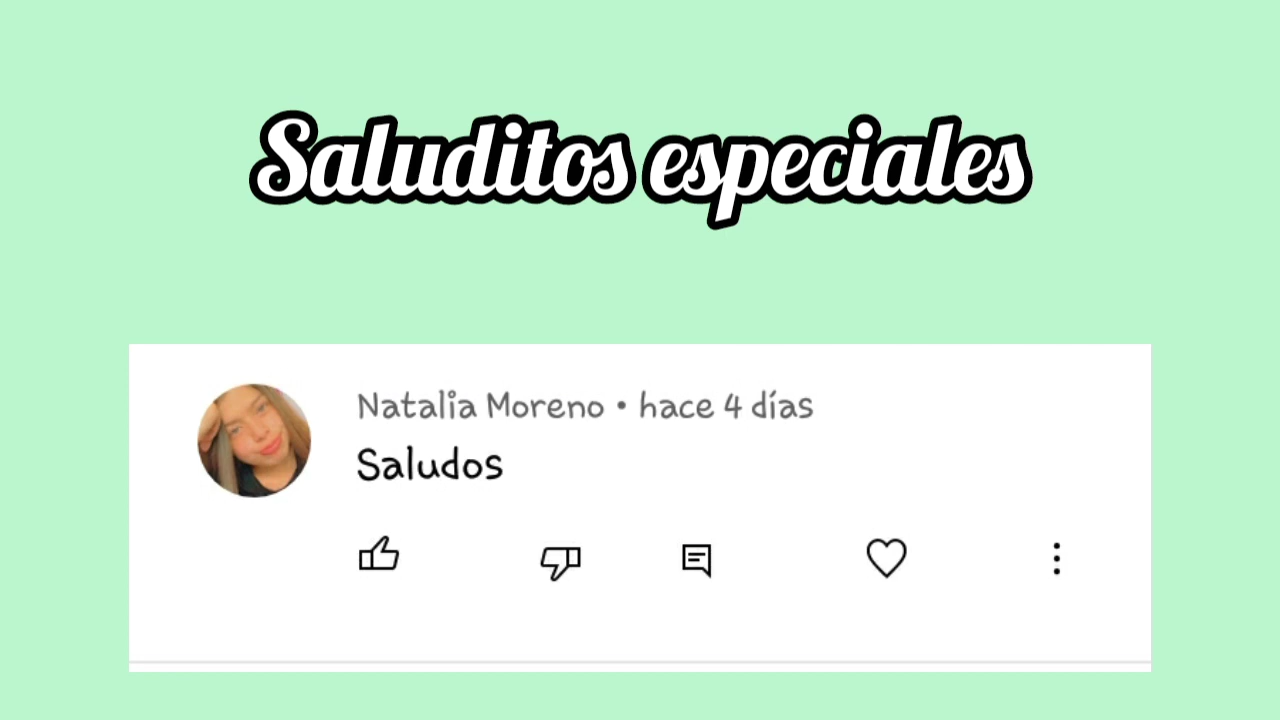 Saluditos especiales
Natalia Moreno • hace 4 días
Saludos